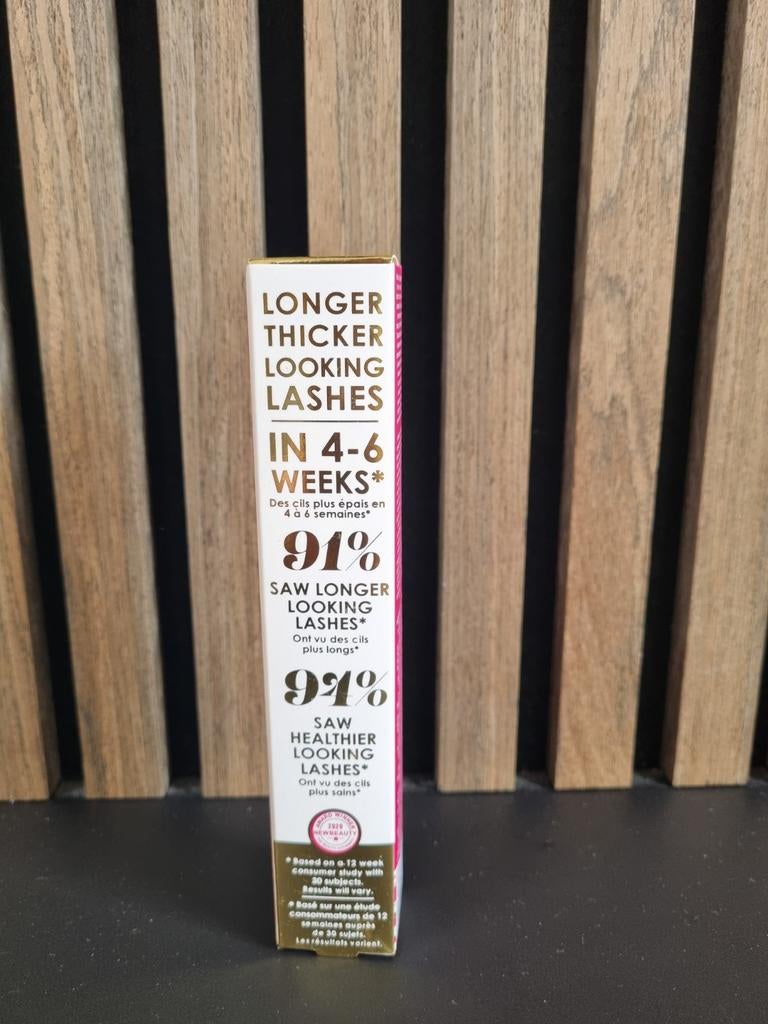 LONGER
THICKER
LOOKING
LASHES
IN 4-6
WEEKS*
Des cils plus épais en
4 à 6 semaines*
91%
SAW LONGER
LOOKING
LASHES*
Ont vu des cils
plus longs*
94%
SAW
HEALTHIER
LOOKING
LASHES*
Ont vu des cils
plus sains*
AWARD WINNER
2020
NEWBEAUTY
* Based on a 12 week
consumer study with
30 subjects.
Results will vary.
* Basé sur une étude
consommateurs de 12
semaines auprès
de 30 sujets.
Les résultats varient.